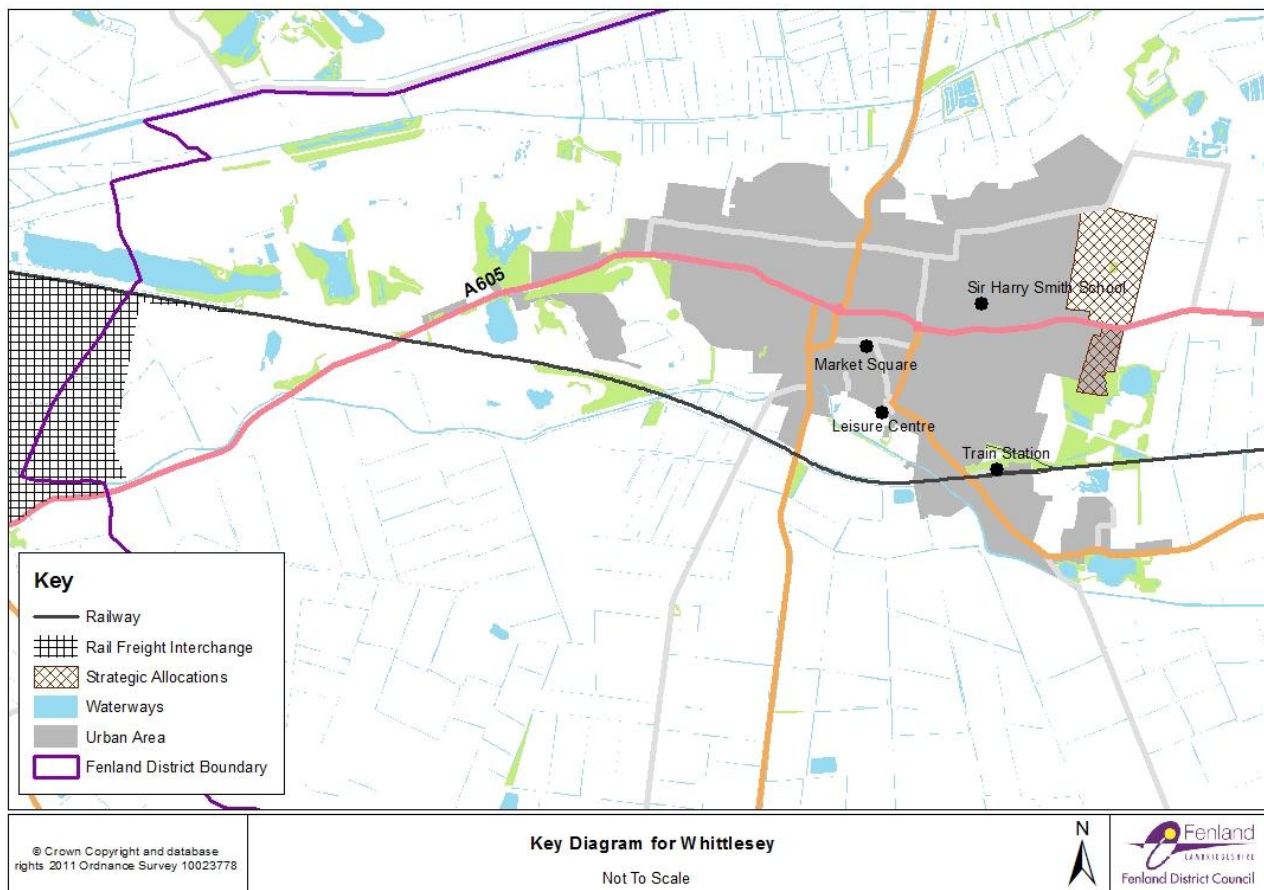 A605
Sir Harry Smith School
Market Square
Leisure Centre
Train Station
Key
Railway
Rail Freight Interchange
Strategic Allocations
Waterways
Urban Area
Fenland District Boundary
© Crown Copyright and database
rights 2011 Ordnance Survey 10023778
Key Diagram for Whittlesey
Not To Scale
N
Fenland
CAMBRIDGESHIRE
Fenland District Council